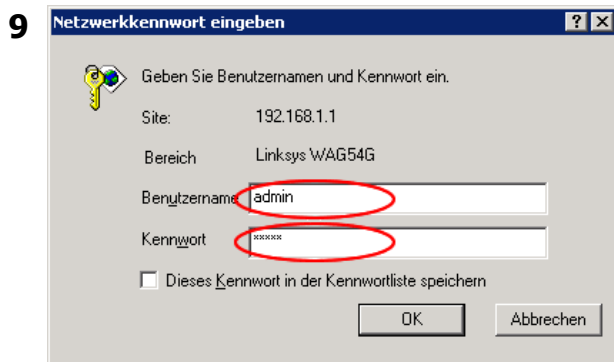 9
Netzwerkkennwort eingeben
Geben Sie Benutzernamen und Kennwort ein.
Site: 192.168.1.1
Bereich Linksys WAG54G
Benutzername admin
Kennwort xxxxx
Dieses Kennwort in der Kennwortliste speichern
OK Abbrechen